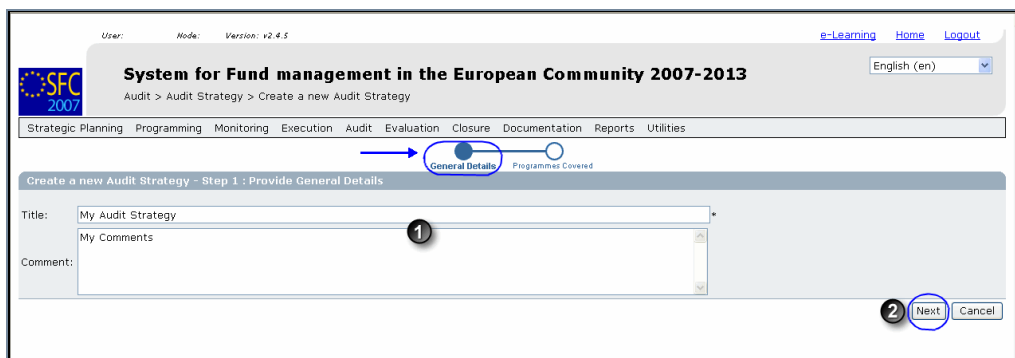 User: Node: Version: v2.4.5 e-Learning Home Logout
SFC 2007
System for Fund management in the European Community 2007-2013
English (en)
Audit > Audit Strategy > Create a new Audit Strategy
Strategic Planning Programming Monitoring Execution Audit Evaluation Closure Documentation Reports Utilities
General Details Programmes Covered
Create a new Audit Strategy - Step 1 : Provide General Details
Title: My Audit Strategy *
1
My Comments
Comment:
2 Next Cancel